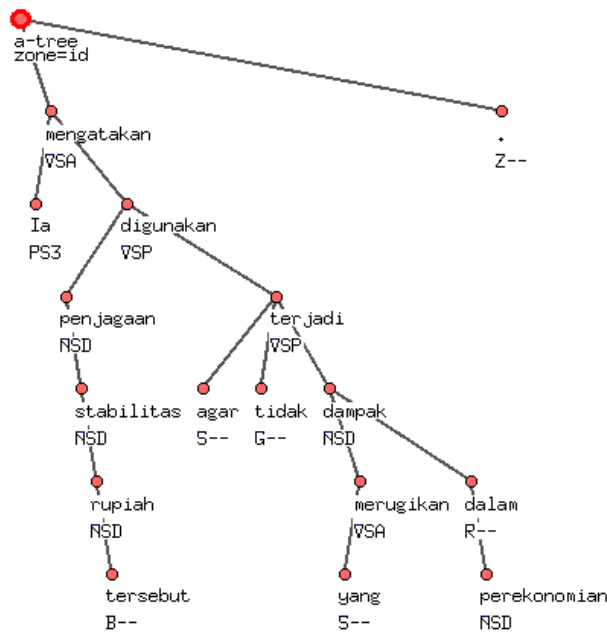 a-tree
zone=id
mengatakan
VSA
.
Z--
Ia
PS3
digunakan
VSP
penjagaan
NSD
terjadi
VSP
stabilitas
NSD
agar
S--
tidak
G--
dampak
NSD
rupiah
NSD
merugikan
VSA
dalam
R--
tersebut
B--
yang
S--
perekonomian
NSD